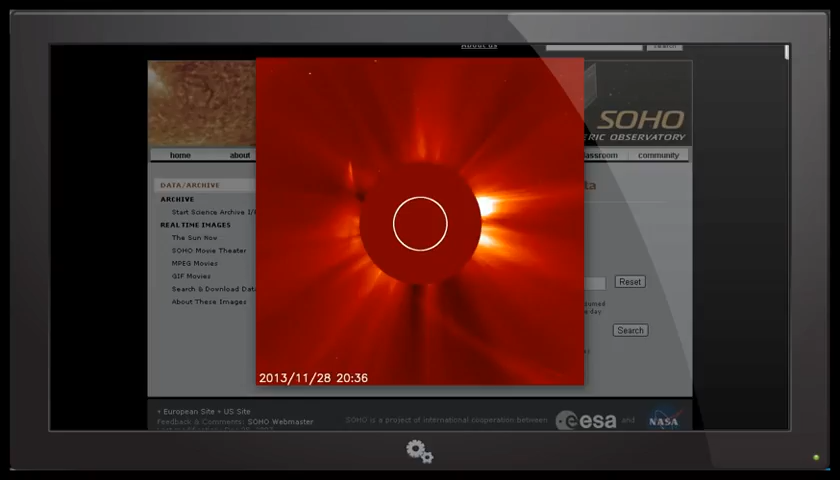 About us
Search
SOHO
ERIC OBSERVATORY
home about
classroom community
DATA/ARCHIVE
ARCHIVE
Start Science Archive I/
REAL TIME IMAGES
The Sun Now
SOHO Movie Theater
MPEG Movies
GIF Movies
Search & Download Data
About These Images
Reset
Search
2013/11/28 20:36
+ European Site + US Site
Feedback & Comments: SOHO Webmaster
SOHO is a project of international cooperation between esa and NASA